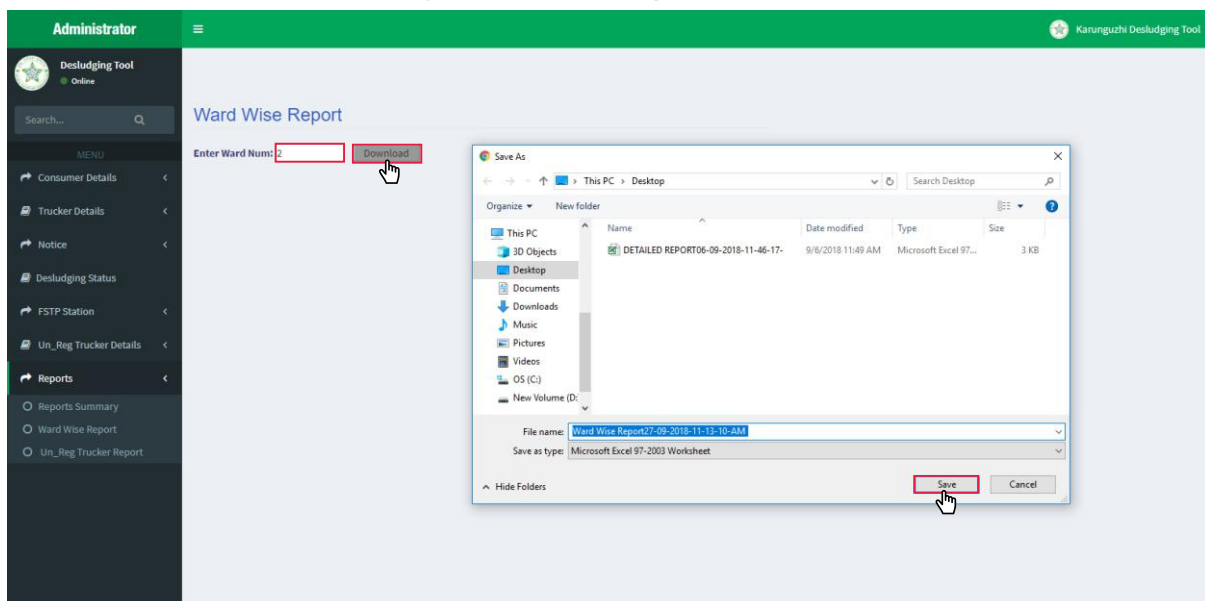 Administrator
Karunguzhi Desludging Tool
Desludging Tool
Online
Search...
MENU
Consumer Details
Trucker Details
Notice
Desludging Status
FSTP Station
Un_Reg Trucker Details
Reports
Reports Summary
Ward Wise Report
Un_Reg Trucker Report
Ward Wise Report
Enter Ward Num: 2 Download
Save As
This PC > Desktop
Search Desktop
Organize New folder
This PC
3D Objects
Desktop
Documents
Downloads
Music
Pictures
Videos
OS (C:)
New Volume (D:
Name Date modified Type Size
DETAILED REPORT06-09-2018-11-46-17- 9/6/2018 11:49 AM Microsoft Excel 97... 3 KB
File name: Ward Wise Report27-09-2018-11-13-10-AM
Save as type: Microsoft Excel 97-2003 Worksheet
Hide Folders
Save Cancel